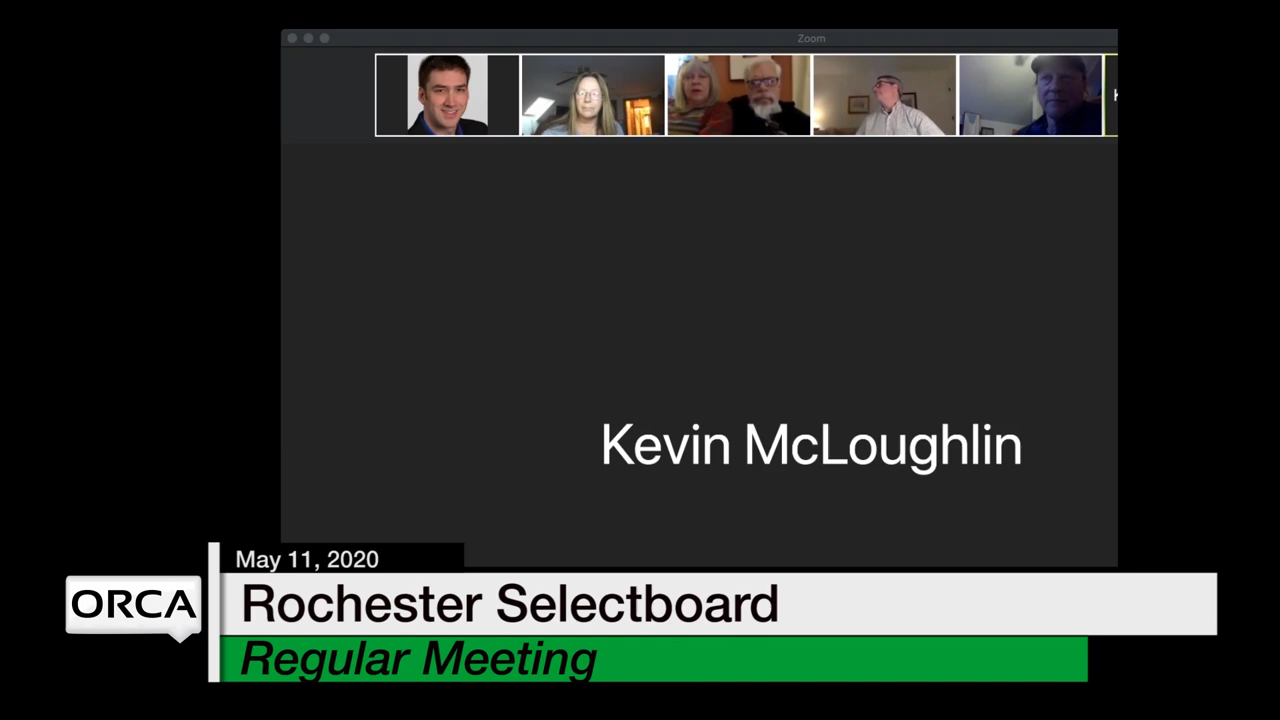 Zoom
K
Kevin McLoughlin
May 11, 2020
ORCA
Rochester Selectboard
Regular Meeting